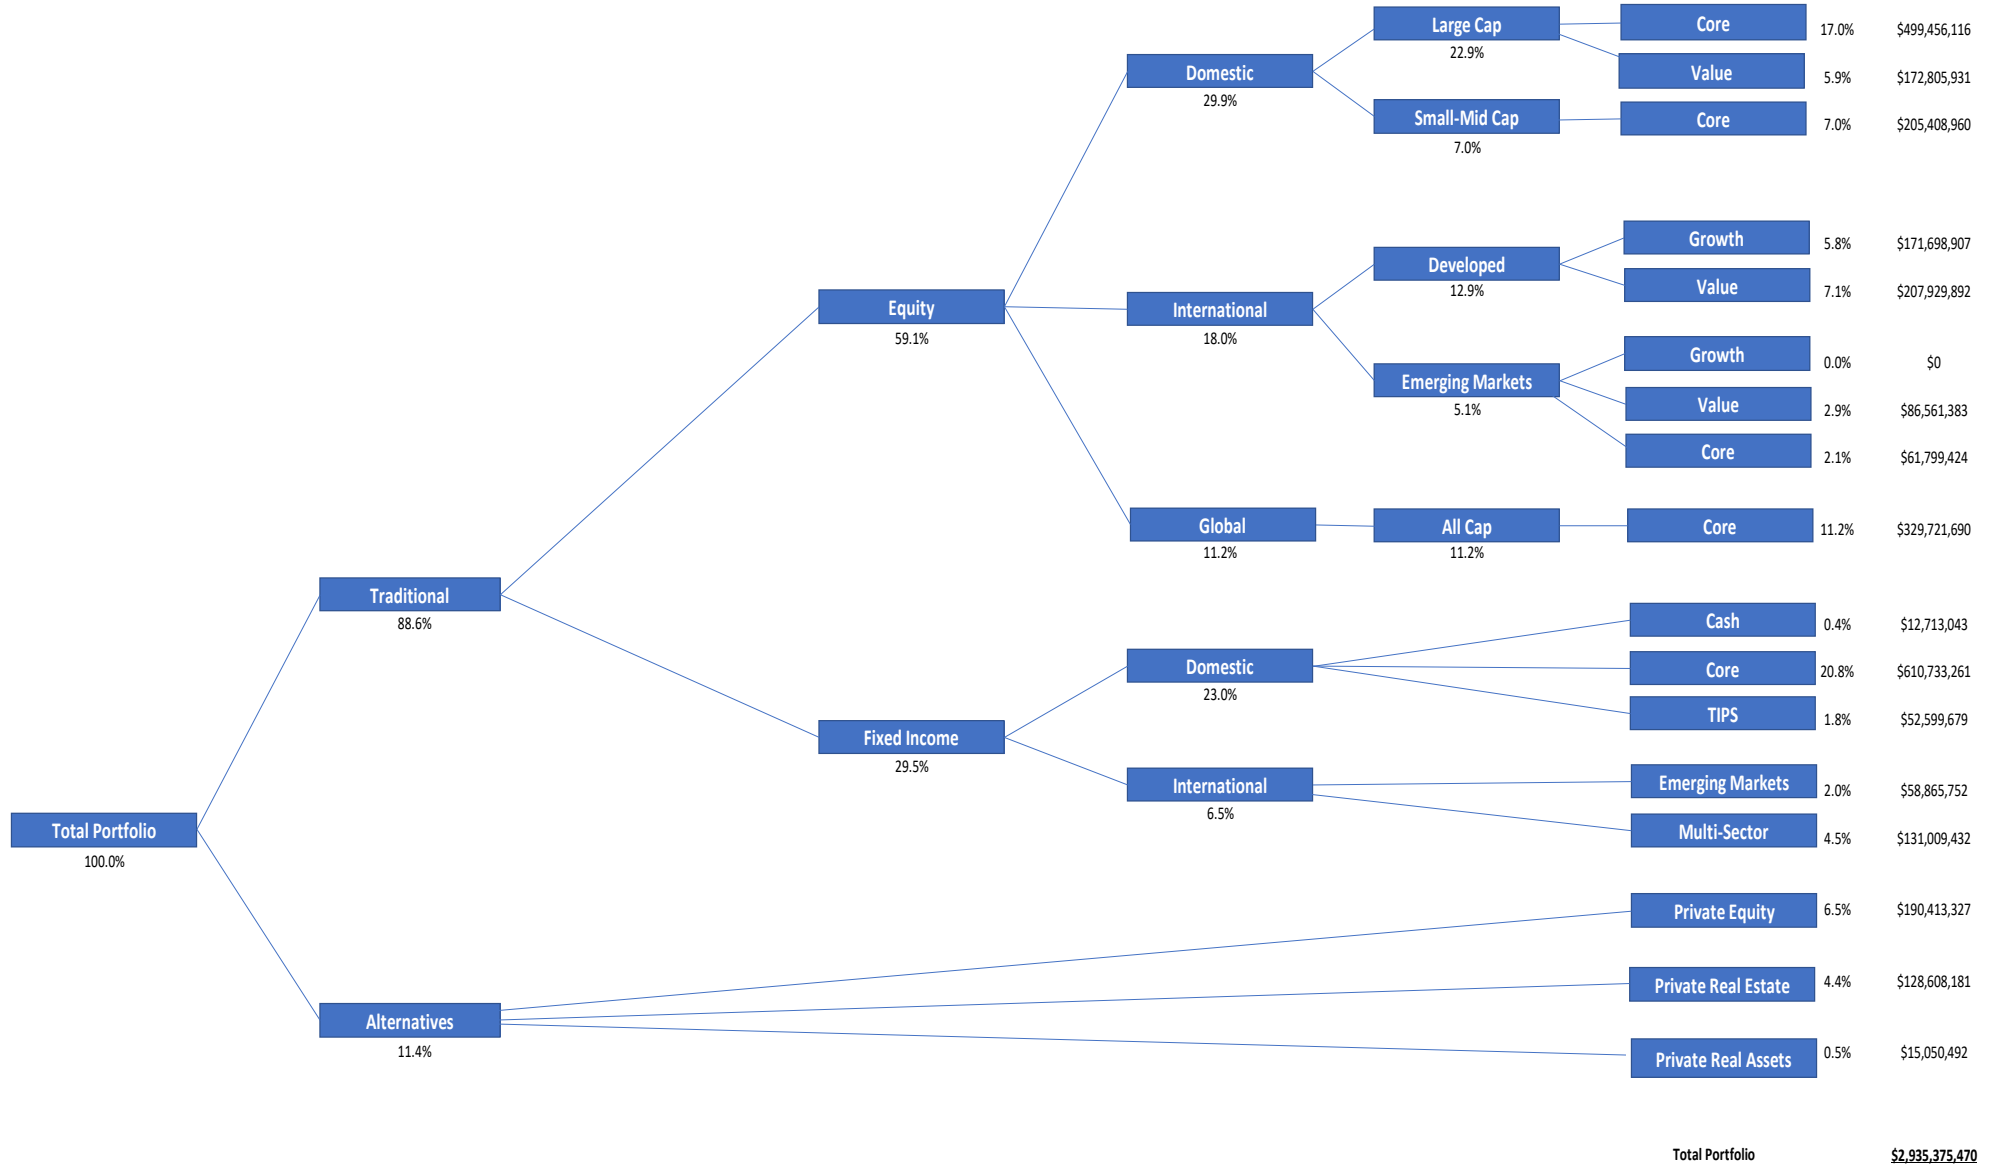 Large Cap
22.9%
Core
17.0%
$499,456,116
Domestic
29.9%
Value
5.9%
$172,805,931
Small-Mid Cap
7.0%
Core
7.0%
$205,408,960
Equity
59.1%
International
18.0%
Developed
12.9%
Growth
5.8%
$171,698,907
Value
7.1%
$207,929,892
Emerging Markets
5.1%
Growth
0.0%
$0
Value
2.9%
$86,561,383
Core
2.1%
$61,799,424
Global
11.2%
All Cap
11.2%
Core
11.2%
$329,721,690
Traditional
88.6%
Fixed Income
29.5%
Domestic
23.0%
Cash
0.4%
$12,713,043
Core
20.8%
$610,733,261
TIPS
1.8%
$52,599,679
International
6.5%
Emerging Markets
2.0%
$58,865,752
Multi-Sector
4.5%
$131,009,432
Total Portfolio
100.0%
Alternatives
11.4%
Private Equity
6.5%
$190,413,327
Private Real Estate
4.4%
$128,608,181
Private Real Assets
0.5%
$15,050,492
Total Portfolio
$2,935,375,470